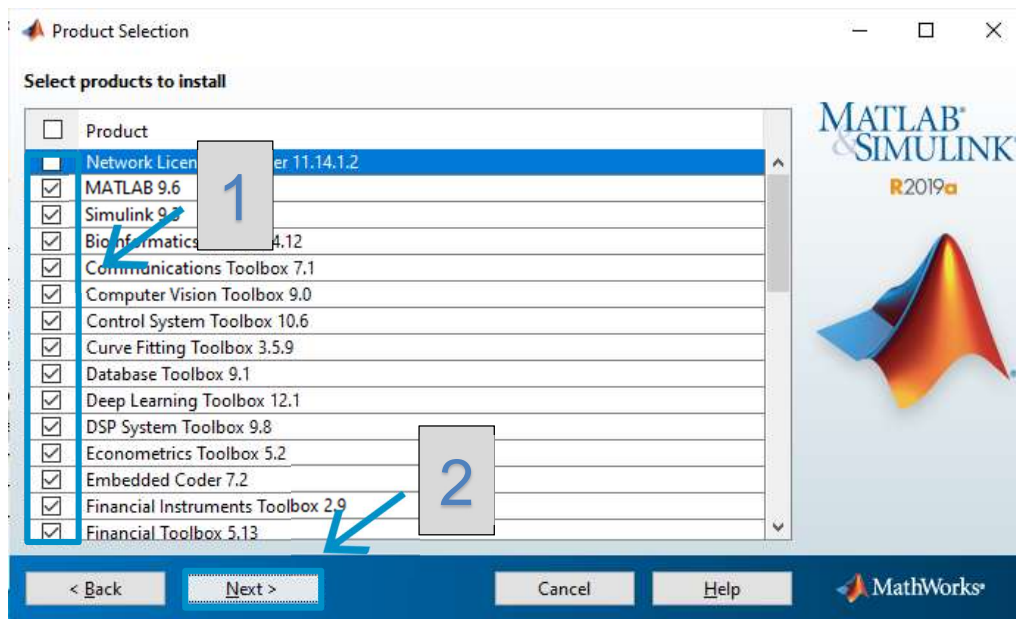 Product Selection
Select products to install
Product
Network Licen er 11.14.1.2
MATLAB 9.6
Simulink 9.3
Bioinformatics 4.12
Communications Toolbox 7.1
Computer Vision Toolbox 9.0
Control System Toolbox 10.6
Curve Fitting Toolbox 3.5.9
Database Toolbox 9.1
Deep Learning Toolbox 12.1
DSP System Toolbox 9.8
Econometrics Toolbox 5.2
Embedded Coder 7.2
Financial Instruments Toolbox 2.9
Financial Toolbox 5.13
1
2
< Back
Next >
Cancel
Help
MATLAB®
&SIMULINK®
R2019a
MathWorks®